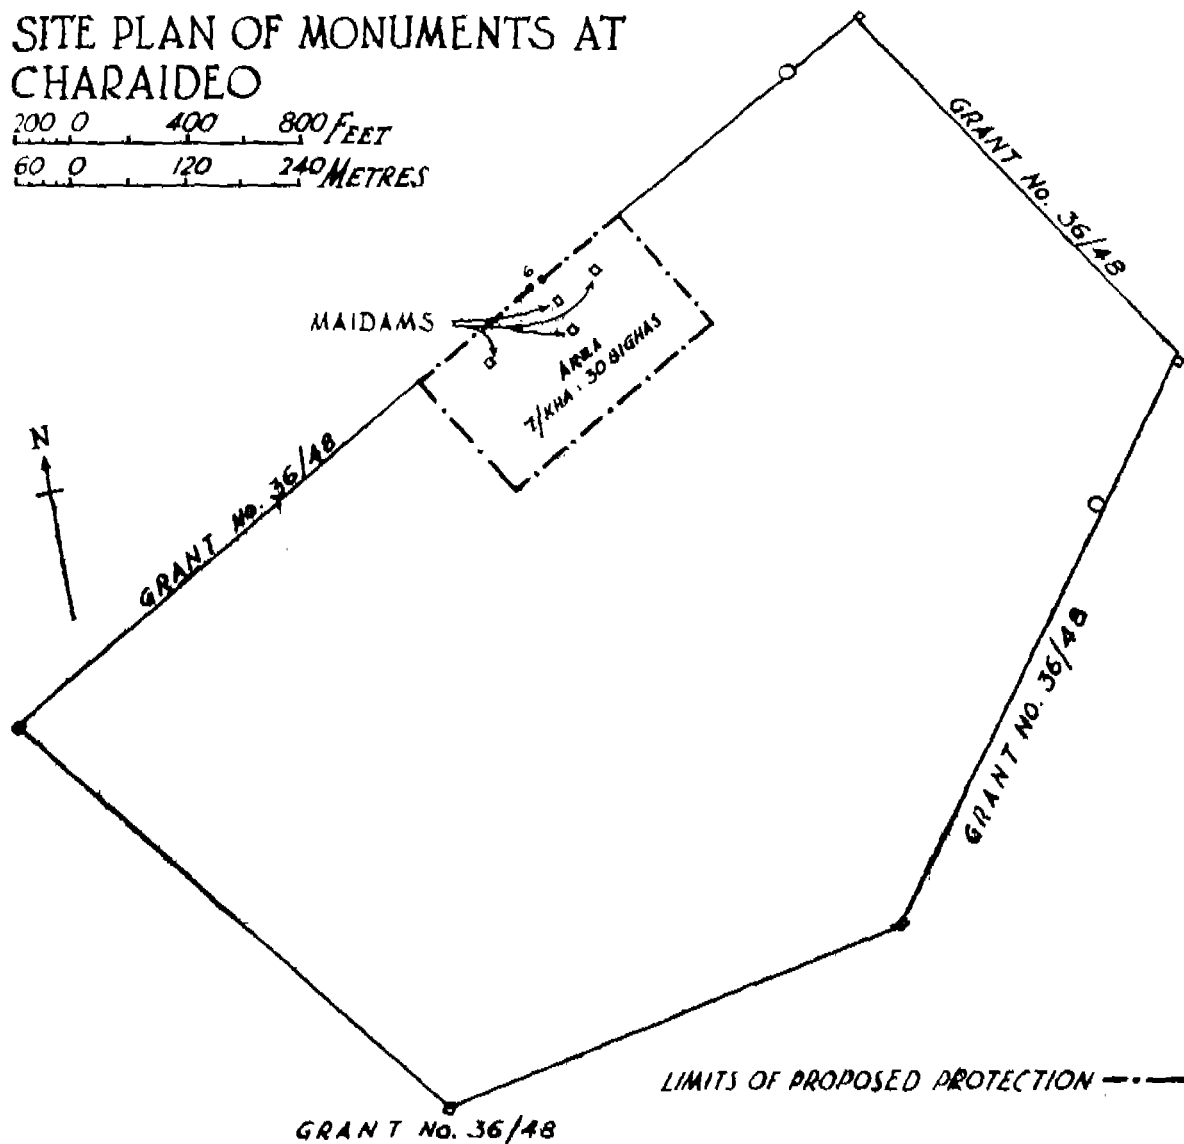 SITE PLAN OF MONUMENTS AT
CHARAIDEO
200 0 400 800 FEET
60 0 120 240 METRES
GRANT NO. 36/48
6
MAIDAMS
AREA
7/KHA : 30 BIGHAS
N
GRANT NO. 36/48
GRANT NO. 36/48
LIMITS OF PROPOSED PROTECTION
GRANT No. 36/48